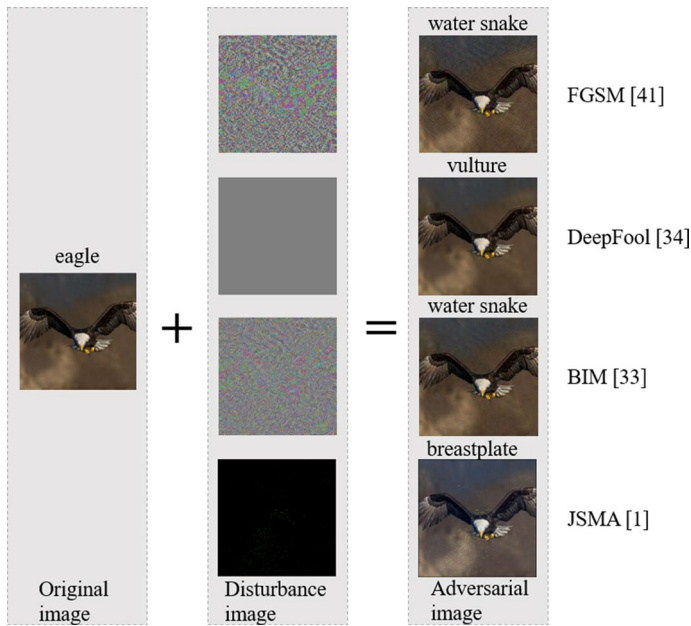 water snake
FGSM [41]
vulture
DeepFool [34]
eagle
+
=
water snake
BIM [33]
breastplate
JSMA [1]
Original
image
Disturbance
image
Adversarial
image